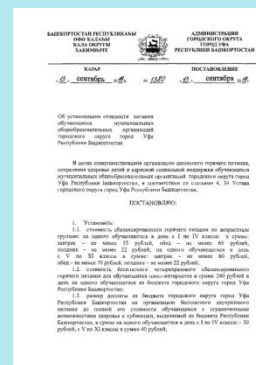 БАШҠОРТОСТАН РЕСПУБЛИКАҺЫ
ӨФӨ ҠАЛАҺЫ
ҠАЛА ОКРУГЫ
ХАКИМИӘТЕ
АДМИНИСТРАЦИЯ
ГОРОДСКОГО ОКРУГА
ГОРОД УФА
РЕСПУБЛИКИ БАШКОРТОСТАН
КАРАР
ПОСТАНОВЛЕНИЕ
сентябрь
№
сентября
Об установлении стоимости питания
обучающихся муниципальных
общеобразовательных организаций
городского округа город Уфа
Республики Башкортостан
В целях совершенствования организации школьного горячего питания,
сохранения здоровья детей и адресной социальной поддержки обучающихся
муниципальных общеобразовательных организаций городского округа город
Уфа Республики Башкортостан, в соответствии со статьями 4, 34 Устава
городского округа город Уфа Республики Башкортостан
ПОСТАНОВЛЯЮ:
1. Установить:
1.1. стоимость сбалансированного горячего питания по возрастным
группам: на одного обучающегося в день с I по IV классы в сумме:
завтрак – не менее 55 рублей, обед – не менее 65 рублей,
полдник – не менее 22 рублей; на одного обучающегося в день
с V по XI классы в сумме: завтрак – не менее 60 рублей,
обед – не менее 70 рублей, полдник – не менее 22 рублей;
1.2. стоимость бесплатного четырехразового сбалансированного
горячего питания для обучающихся в сумме 240 рублей в
день на одного обучающегося из бюджета городского округа город Уфа
Республики Башкортостан;
1.3. размер доплаты из бюджета городского округа город Уфа
Республики Башкортостан на организацию бесплатного двухразового
питания до полной его стоимости обучающимся с ограниченными
возможностями здоровья к субвенции, выделяемой из бюджета Республики
Башкортостан, в сумме на одного обучающегося в день с I по IV классы – 30
рублей, с V по XI классы в сумме 40 рублей;